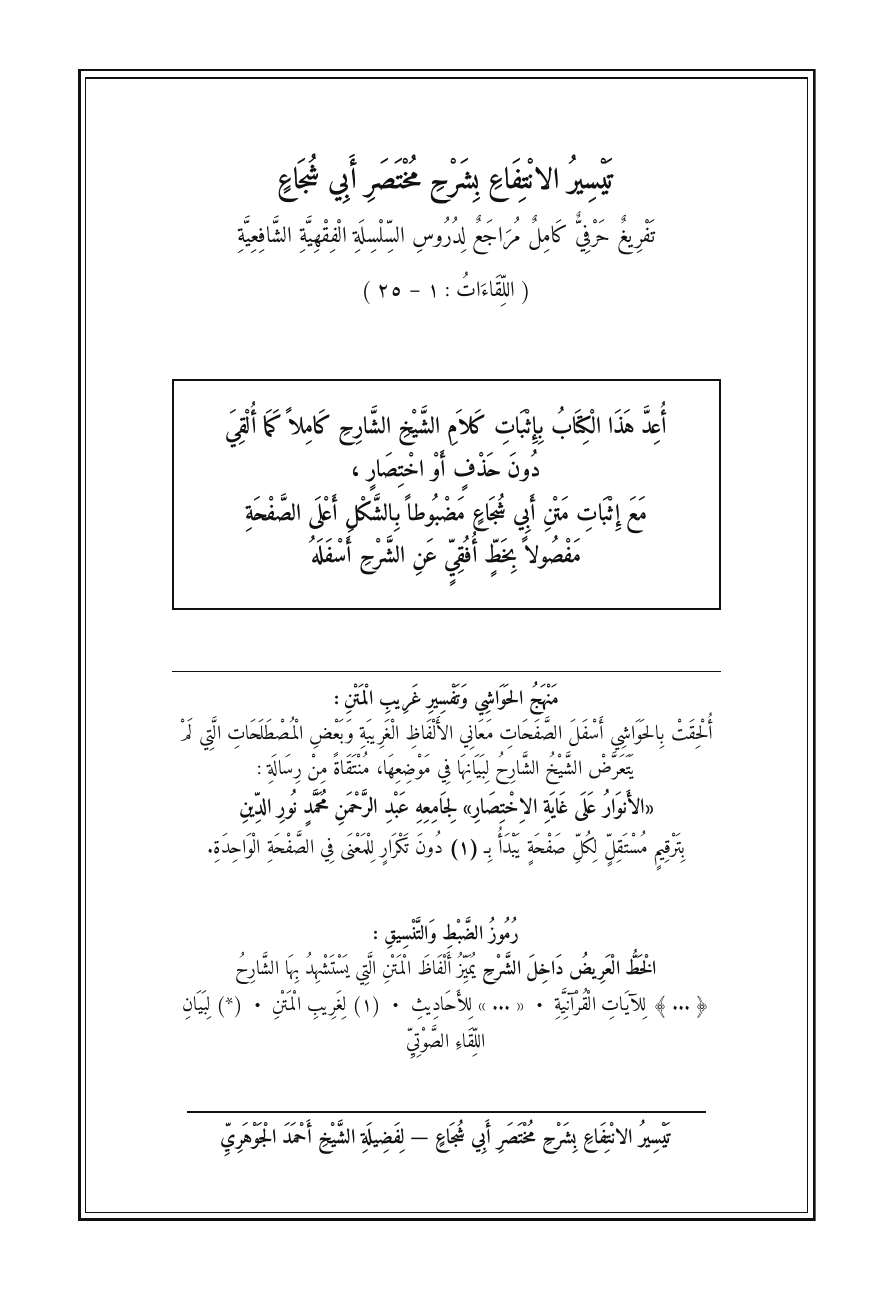 تَيْسِيرُ الانْتِفَاعِ بِشَرْحِ مُخْتَصَرِ أَبِي شُجَاعٍ
تَفْرِيغٌ حَرْفِيٌّ كَامِلٌ مُرَاجَعٌ لِدُرُوسِ السِّلْسِلَةِ الْفِقْهِيَّةِ الشَّافِعِيَّةِ
( اللِّقَاءَاتُ : ١ – ٢٥ )
أُعِدَّ هَذَا الْكِتَابُ بِإِثْبَاتِ كَلَامِ الشَّيْخِ الشَّارِحِ كَامِلاً كَمَا أُلْقِيَ
دُونَ حَذْفٍ أَوْ اخْتِصَارٍ ،
مَعَ إِثْبَاتِ مَتْنِ أَبِي شُجَاعٍ مَضْبُوطاً بِالشَّكْلِ أَعْلَى الصَّفْحَةِ
مَفْصُولاً بِخَطٍّ أُفُقِيٍّ عَنِ الشَّرْحِ أَسْفَلَهُ
مَنْهَجُ الحَوَاشِي وَتَفْسِيرِ غَرِيبِ الْمَتْنِ :
أُلْحِقَتْ بِالحَوَاشِي أَسْفَلَ الصَّفَحَاتِ مَعَانِي الأَلْفَاظِ الْغَرِيبَةِ وَبَعْضِ الْمُصْطَلَحَاتِ الَّتِي لَمْ
يَتَعَرَّضْ الشَّيْخُ الشَّارِحُ لِبَيَانِهَا فِي مَوْضِعِهَا، مُنْتَقَاةً مِنْ رِسَالَةِ :
«الأَنوَارُ عَلَى غَايَةِ الاِخْتِصَارِ» لِجَامِعِهِ عَبْدِ الرَّحْمَنِ مُحَمَّدٍ نُورِ الدِّينِ
بِتَرْقِيمٍ مُسْتَقِلٍّ لِكُلِّ صَفْحَةٍ يَبْدَأُ بِـ (١) دُونَ تَكْرَارٍ لِلْمَعْنَى فِي الصَّفْحَةِ الْوَاحِدَةِ.
رُمُوزُ الضَّبْطِ وَالتَّنْسِيقِ :
الْخَطُّ الْعَرِيضُ دَاخِلَ الشَّرْحِ يُمَيِّزُ أَلْفَاظَ الْمَتْنِ الَّتِي يَسْتَشْهِدُ بِهَا الشَّارِحُ
﴿ ... ﴾ لِلآيَاتِ الْقُرْآنِيَّةِ • « ... » لِلأَحَادِيثِ • (١) لِغَرِيبِ الْمَتْنِ • (*) لِبَيَانِ
اللِّقَاءِ الصَّوْتِيِّ
تَيْسِيرُ الانْتِفَاعِ بِشَرْحِ مُخْتَصَرِ أَبِي شُجَاعٍ — لِفَضِيلَةِ الشَّيْخِ أَحْمَدَ الْجَوْهَرِيِّ